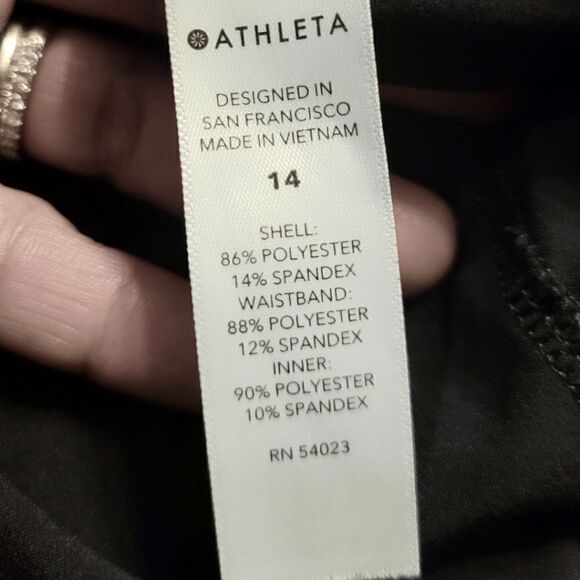 ATHLETA
DESIGNED IN
SAN FRANCISCO
MADE IN VIETNAM
14
SHELL:
86% POLYESTER
14% SPANDEX
WAISTBAND:
88% POLYESTER
12% SPANDEX
INNER:
90% POLYESTER
10% SPANDEX
RN 54023